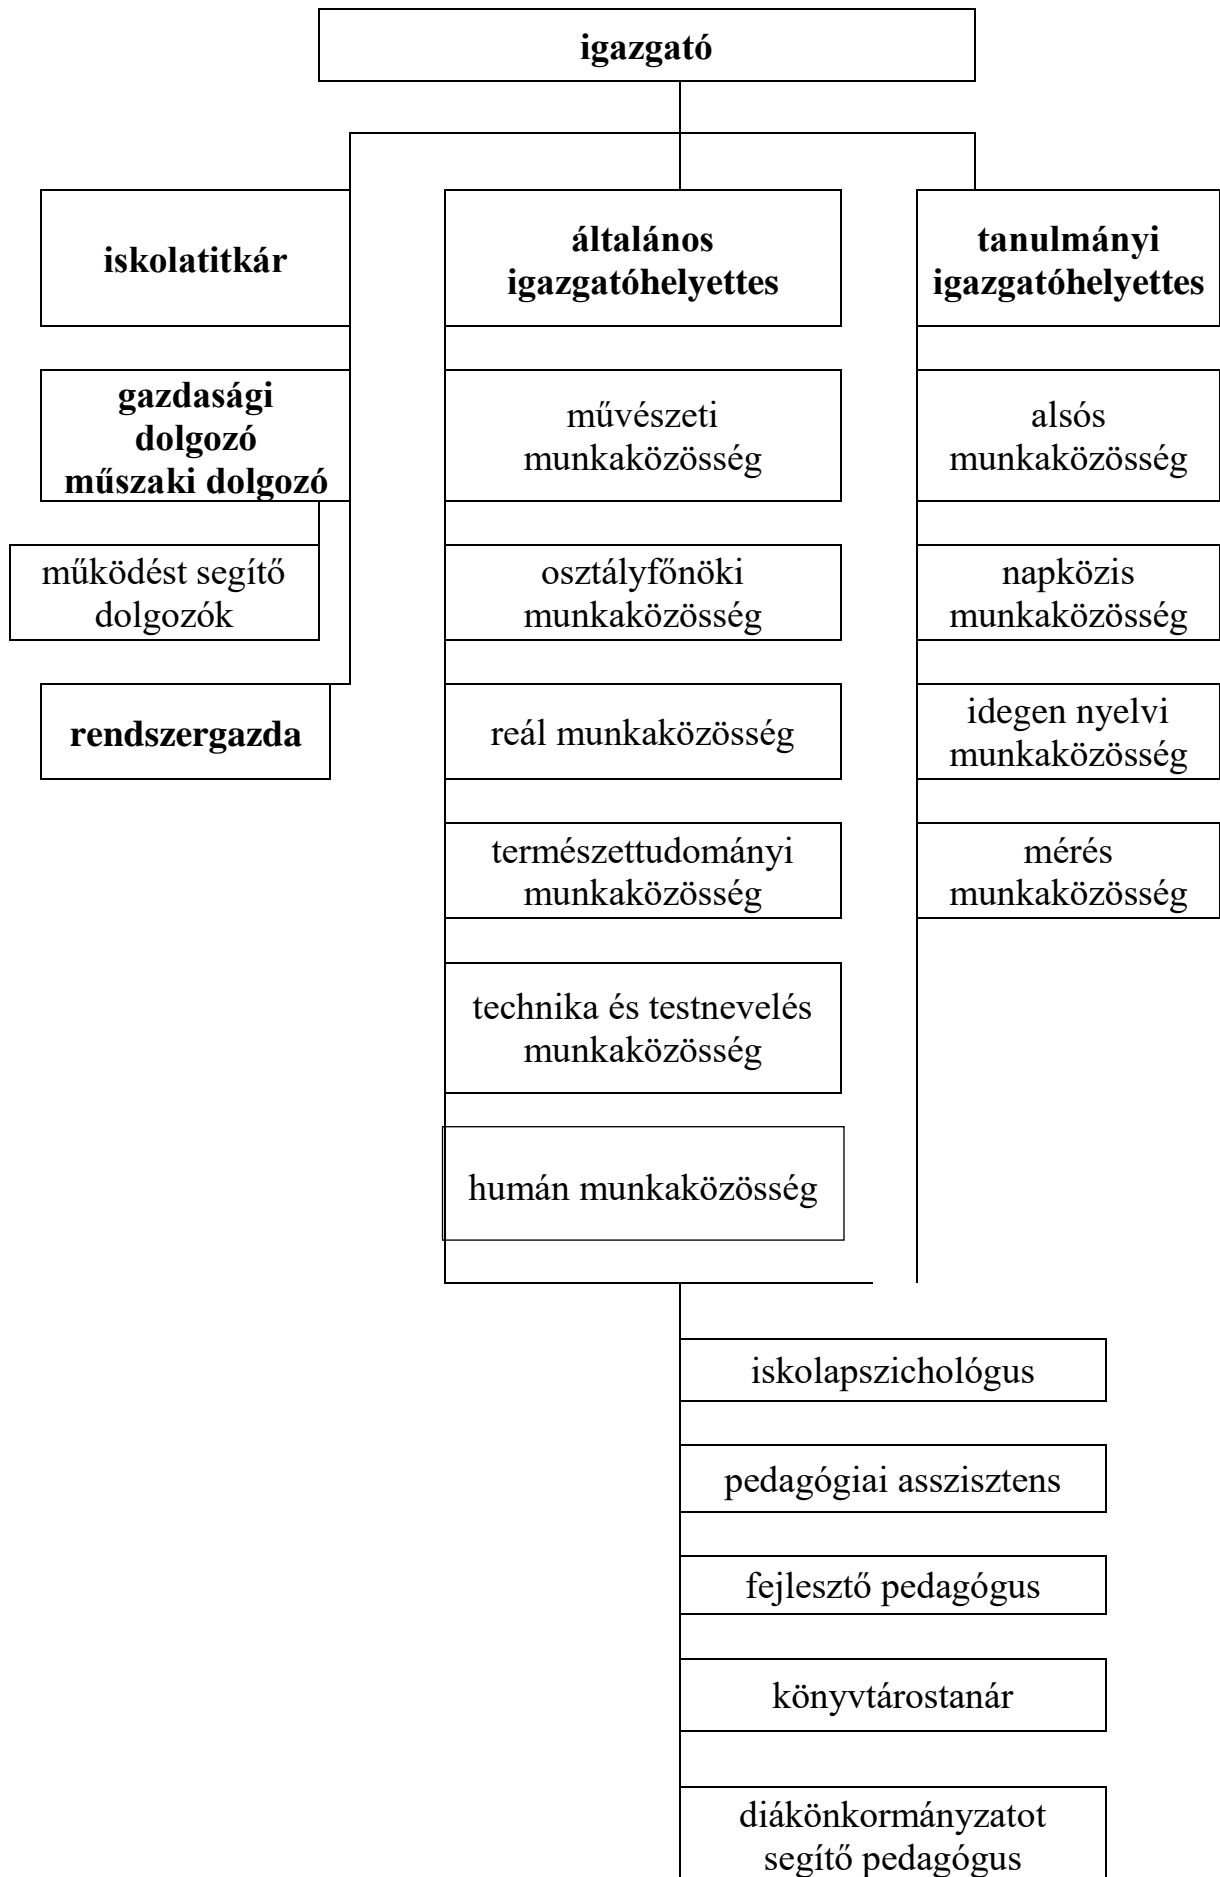 igazgató
iskolatitkár
általános
igazgatóhelyettes
tanulmányi
igazgatóhelyettes
gazdasági
dolgozó
műszaki dolgozó
művészeti
munkaközösség
alsós
munkaközösség
működést segítő
dolgozók
osztályfőnöki
munkaközösség
napközis
munkaközösség
rendszergazda
reál munkaközösség
idegen nyelvi
munkaközösség
természettudományi
munkaközösség
mérés
munkaközösség
technika és testnevelés
munkaközösség
humán munkaközösség
iskolapszichológus
pedagógiai asszisztens
fejlesztő pedagógus
könyvtárostanár
diákönkormányzatot
segítő pedagógus